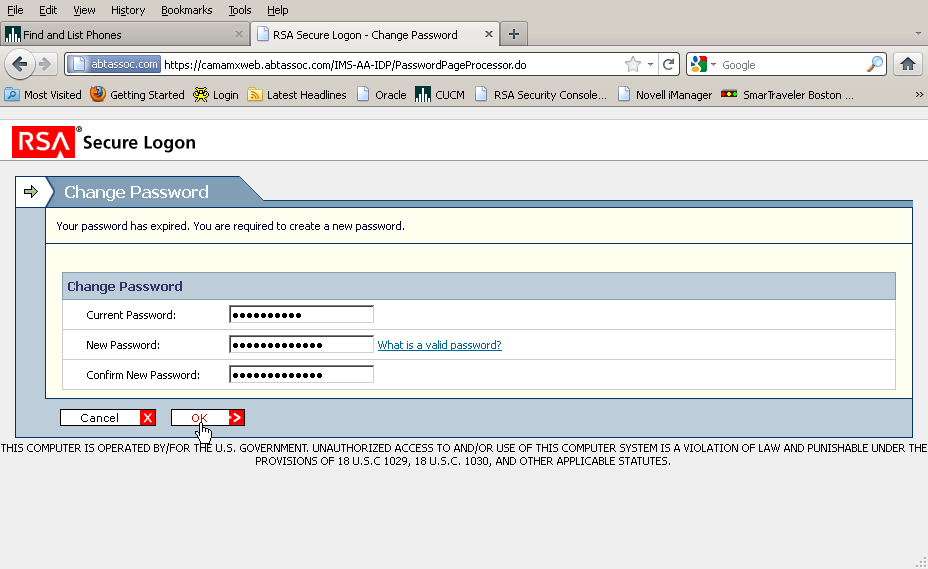 File Edit View History Bookmarks Tools Help
Find and List Phones × RSA Secure Logon - Change Password × +
abtassoc.com https://camamxweb.abtassoc.com/IMS-AA-IDP/PasswordPageProcessor.do Google
Most Visited Getting Started Login Latest Headlines Oracle CUCM RSA Security Console... Novell iManager SmarTraveler Boston ... »
RSA® Secure Logon
Change Password
Your password has expired. You are required to create a new password.
Change Password
Current Password: ●●●●●●●●●●
New Password: ●●●●●●●●●●●●● What is a valid password?
Confirm New Password: ●●●●●●●●●●●●●
Cancel X OK >
THIS COMPUTER IS OPERATED BY/FOR THE U.S. GOVERNMENT. UNAUTHORIZED ACCESS TO AND/OR USE OF THIS COMPUTER SYSTEM IS A VIOLATION OF LAW AND PUNISHABLE UNDER THE
PROVISIONS OF 18 U.S.C 1029, 18 U.S.C. 1030, AND OTHER APPLICABLE STATUTES.